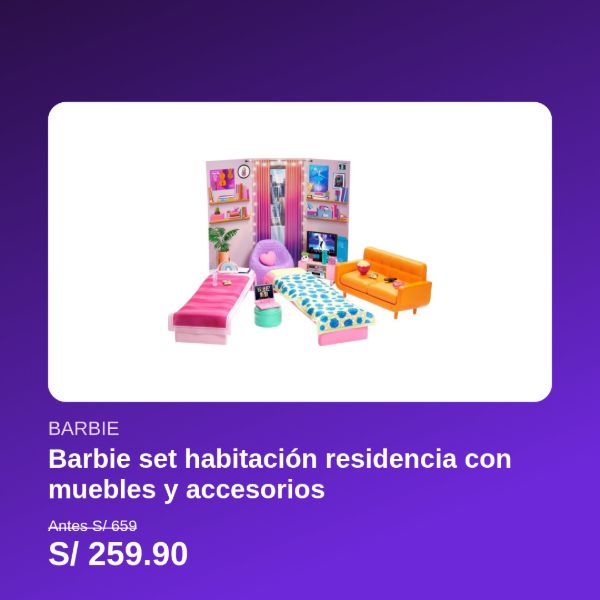 BARBIE
Barbie set habitación residencia con
muebles y accesorios
Antes S/ 659
S/ 259.90